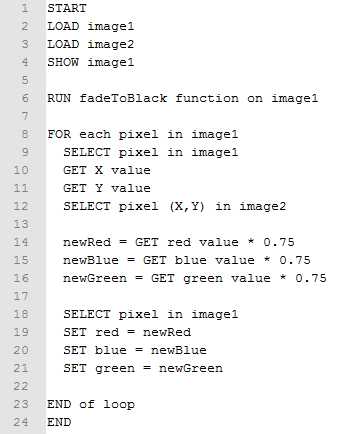 1 START
2 LOAD image1
3 LOAD image2
4 SHOW image1
5
6 RUN fadeToBlack function on image1
7
8 FOR each pixel in image1
9 SELECT pixel in image1
10 GET X value
11 GET Y value
12 SELECT pixel (X,Y) in image2
13
14 newRed = GET red value * 0.75
15 newBlue = GET blue value * 0.75
16 newGreen = GET green value * 0.75
17
18 SELECT pixel in image1
19 SET red = newRed
20 SET blue = newBlue
21 SET green = newGreen
22
23 END of loop
24 END